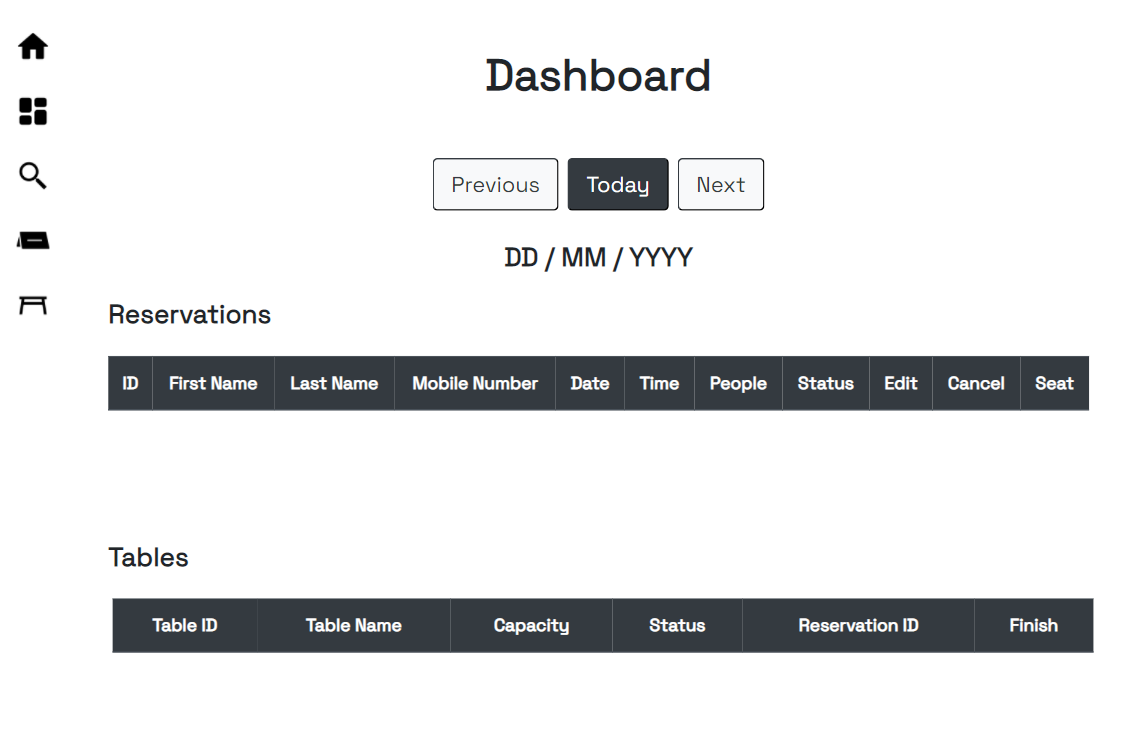 Dashboard
Previous Today Next
DD / MM / YYYY
Reservations
ID First Name Last Name Mobile Number Date Time People Status Edit Cancel Seat
Tables
Table ID Table Name Capacity Status Reservation ID Finish